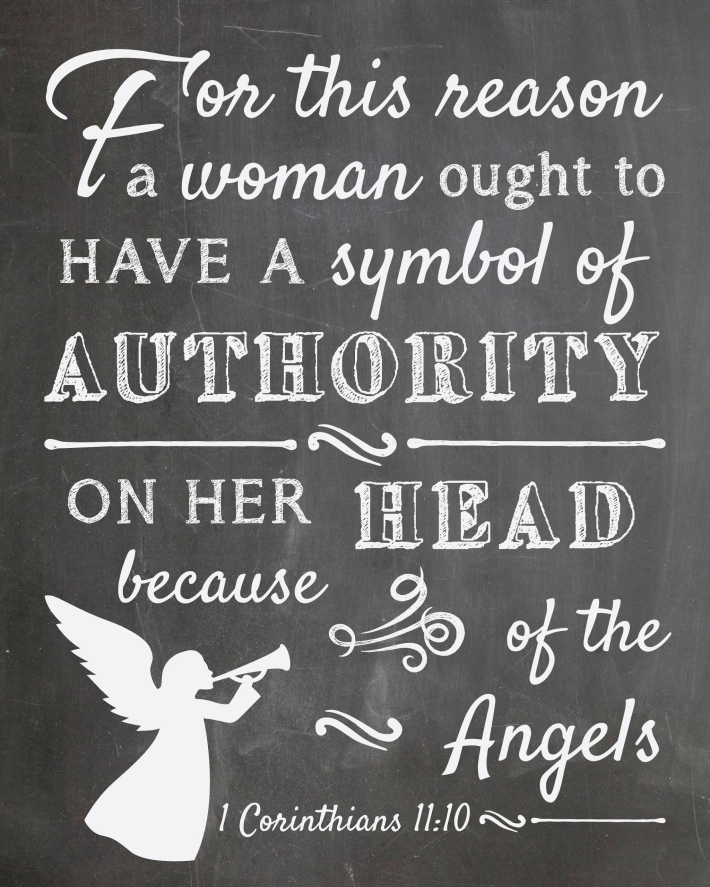 For this reason
a woman ought to
HAVE A symbol of
AUTHORITY
ON HER HEAD
because of the
Angels
1 Corinthians 11:10